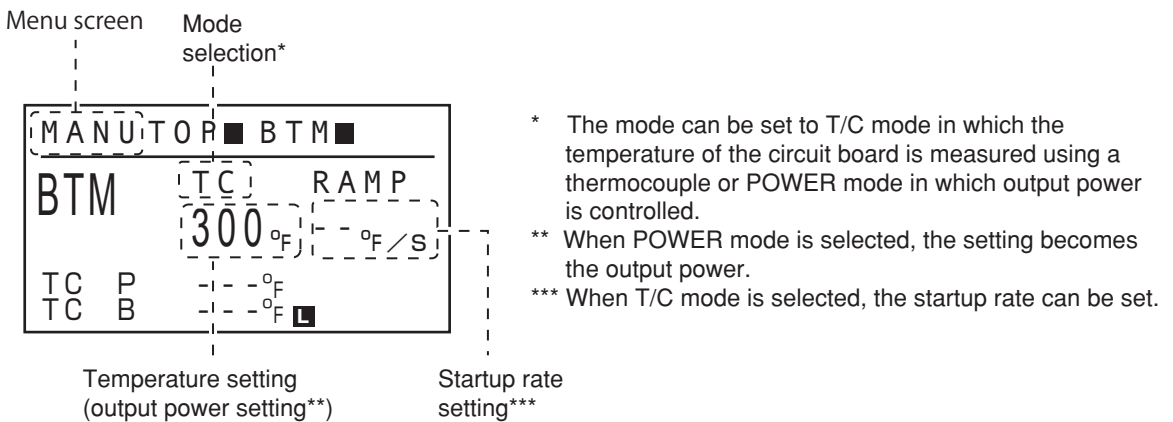 Menu screen
Mode
selection*
MANU TOP■ BTM■
BTM TC RAMP
300°F --°F/S
TC P ---°F
TC B ---°F L
Temperature setting
(output power setting**)
Startup rate
setting***
* The mode can be set to T/C mode in which the
temperature of the circuit board is measured using a
thermocouple or POWER mode in which output power
is controlled.
** When POWER mode is selected, the setting becomes
the output power.
*** When T/C mode is selected, the startup rate can be set.